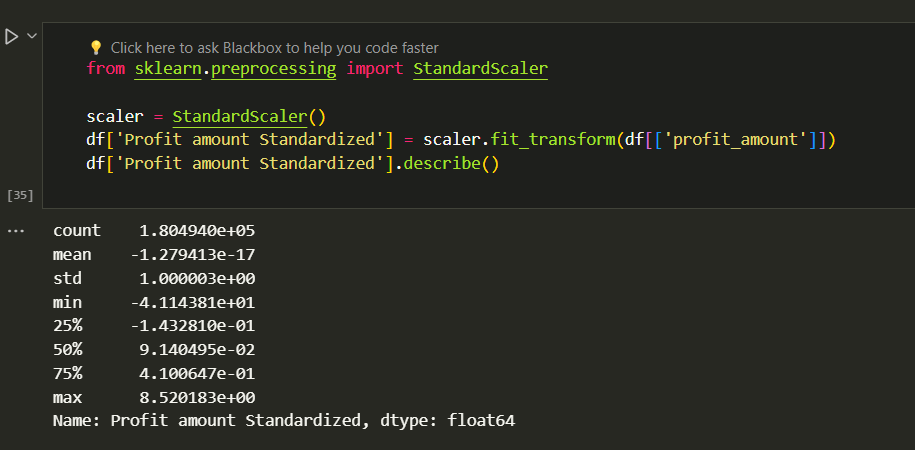 Click here to ask Blackbox to help you code faster
from sklearn.preprocessing import StandardScaler
scaler = StandardScaler()
df['Profit amount Standardized'] = scaler.fit_transform(df[['profit_amount']])
df['Profit amount Standardized'].describe()
[35]
count 1.804940e+05
mean -1.279413e-17
std 1.000003e+00
min -4.114381e+01
25% -1.432810e-01
50% 9.140495e-02
75% 4.100647e-01
max 8.520183e+00
Name: Profit amount Standardized, dtype: float64